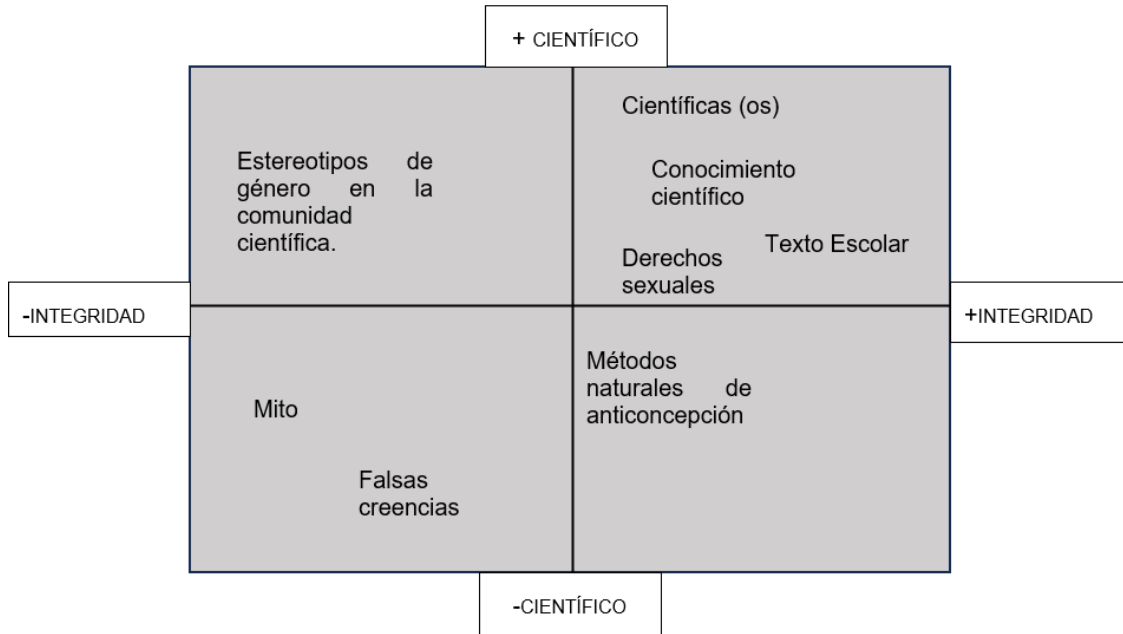 + CIENTÍFICO
Científicas (os)
Estereotipos de
género en la
comunidad
científica.
Conocimiento
científico
Texto Escolar
Derechos
sexuales
-INTEGRIDAD
+INTEGRIDAD
Métodos
naturales de
anticoncepción
Mito
Falsas
creencias
-CIENTÍFICO